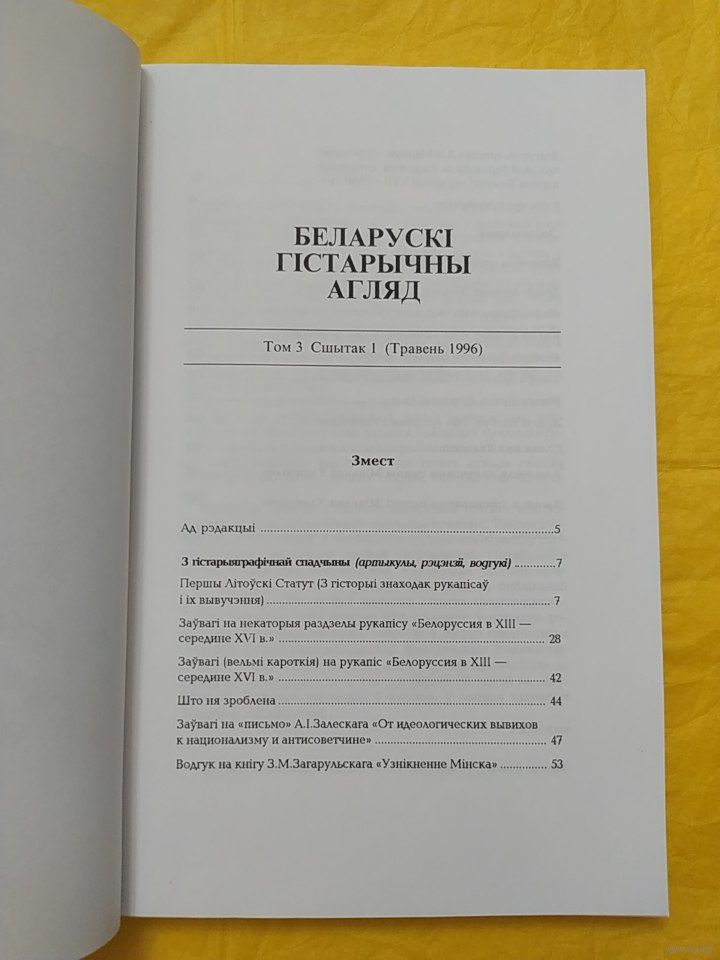 БЕЛАРУСКІ
ГІСТАРЫЧНЫ
АГЛЯД
Том 3 Сшытак 1 (Травень 1996)
Змест
Ад рэдакцыі ..... 5
З гістарыяграфічнай спадчыны (артыкулы, рэцэнзіі, водгукі) ..... 7
Першы Літоўскі Статут (З гісторыі знаходак рукапісаў
і іх вывучэння) ..... 7
Заўвагі на некаторыя раздзелы рукапісу «Белоруссия в XIII —
середине XVI в.» ..... 28
Заўвагі (вельмі кароткія) на рукапіс «Белоруссия в XIII —
середине XVI в.» ..... 42
Што ня зроблена ..... 44
Заўвагі на «письмо» А.І.Залескага «От идеологических вывихов
к национализму и антисоветчине» ..... 47
Водгук на кнігу З.М.Загарульскага «Узнікненне Мінска» ..... 53